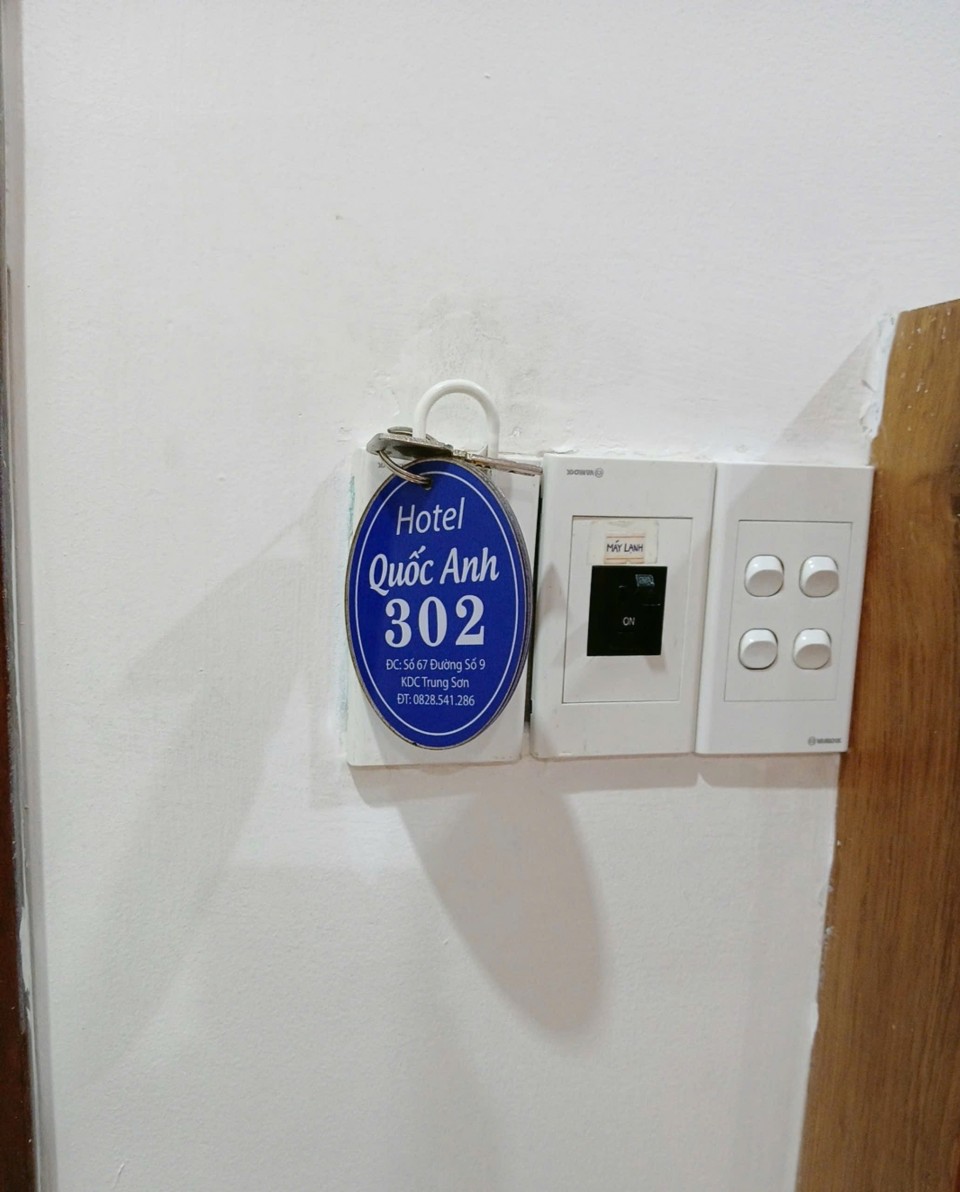 Hotel
Quốc Anh
302
ĐC: Số 67 Đường Số 9
KDC Trung Sơn
ĐT: 0828.541.286
MÁY LẠNH
ON